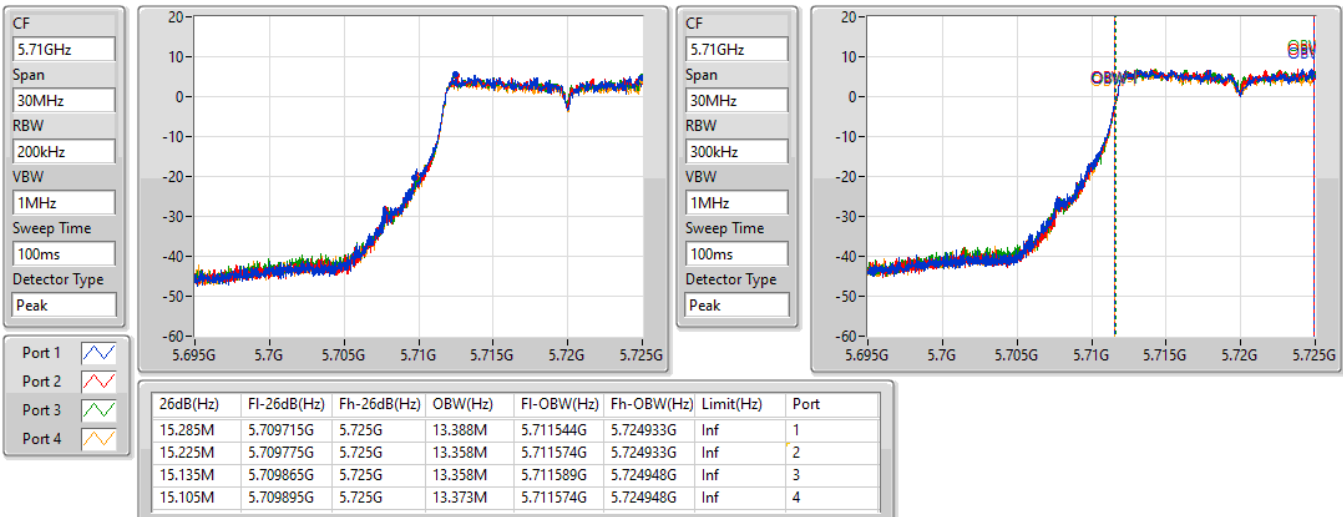 CF
5.71GHz
Span
30MHz
RBW
200kHz
VBW
1MHz
Sweep Time
100ms
Detector Type
Peak
20
10
0
-10
-20
-30
-40
-50
-60
5.695G 5.7G 5.705G 5.71G 5.715G 5.72G 5.725G
CF
5.71GHz
Span
30MHz
RBW
300kHz
VBW
1MHz
Sweep Time
100ms
Detector Type
Peak
20
10
0
-10
-20
-30
-40
-50
-60
OBW
5.695G 5.7G 5.705G 5.71G 5.715G 5.72G 5.725G
Port 1
Port 2
Port 3
Port 4
26dB(Hz) Fl-26dB(Hz) Fh-26dB(Hz) OBW(Hz) Fl-OBW(Hz) Fh-OBW(Hz) Limit(Hz) Port
15.285M 5.709715G 5.725G 13.388M 5.711544G 5.724933G Inf 1
15.225M 5.709775G 5.725G 13.358M 5.711574G 5.724933G Inf 2
15.135M 5.709865G 5.725G 13.358M 5.711589G 5.724948G Inf 3
15.105M 5.709895G 5.725G 13.373M 5.711574G 5.724948G Inf 4